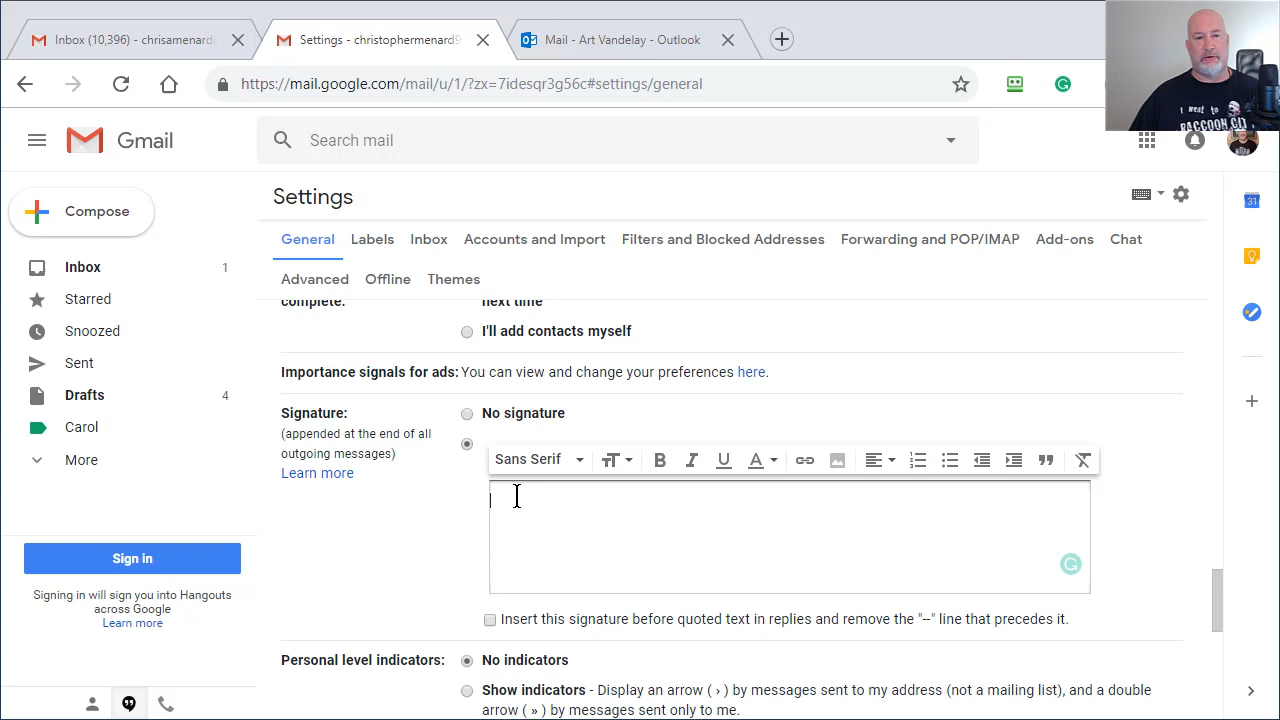 Inbox (10,396) - chrisamenard
Settings - christophermenard9
Mail - Art Vandelay - Outlook
https://mail.google.com/mail/u/1/?zx=7idesqr3g56r#settings/general
I went to
RACCOON CITY
Gmail
Search mail
Compose
Settings
General Labels Inbox Accounts and Import Filters and Blocked Addresses Forwarding and POP/IMAP Add-ons Chat
Advanced Offline Themes
Inbox 1
Starred
Snoozed
Sent
Drafts 4
Carol
More
complete: next time
I'll add contacts myself
Importance signals for ads: You can view and change your preferences here.
Signature: No signature
(appended at the end of all
outgoing messages)
Learn more
Sans Serif
Insert this signature before quoted text in replies and remove the "--" line that precedes it.
Sign in
Signing in will sign you into Hangouts
across Google
Learn more
Personal level indicators: No indicators
Show indicators - Display an arrow ( › ) by messages sent to my address (not a mailing list), and a double
arrow ( » ) by messages sent only to me.
31